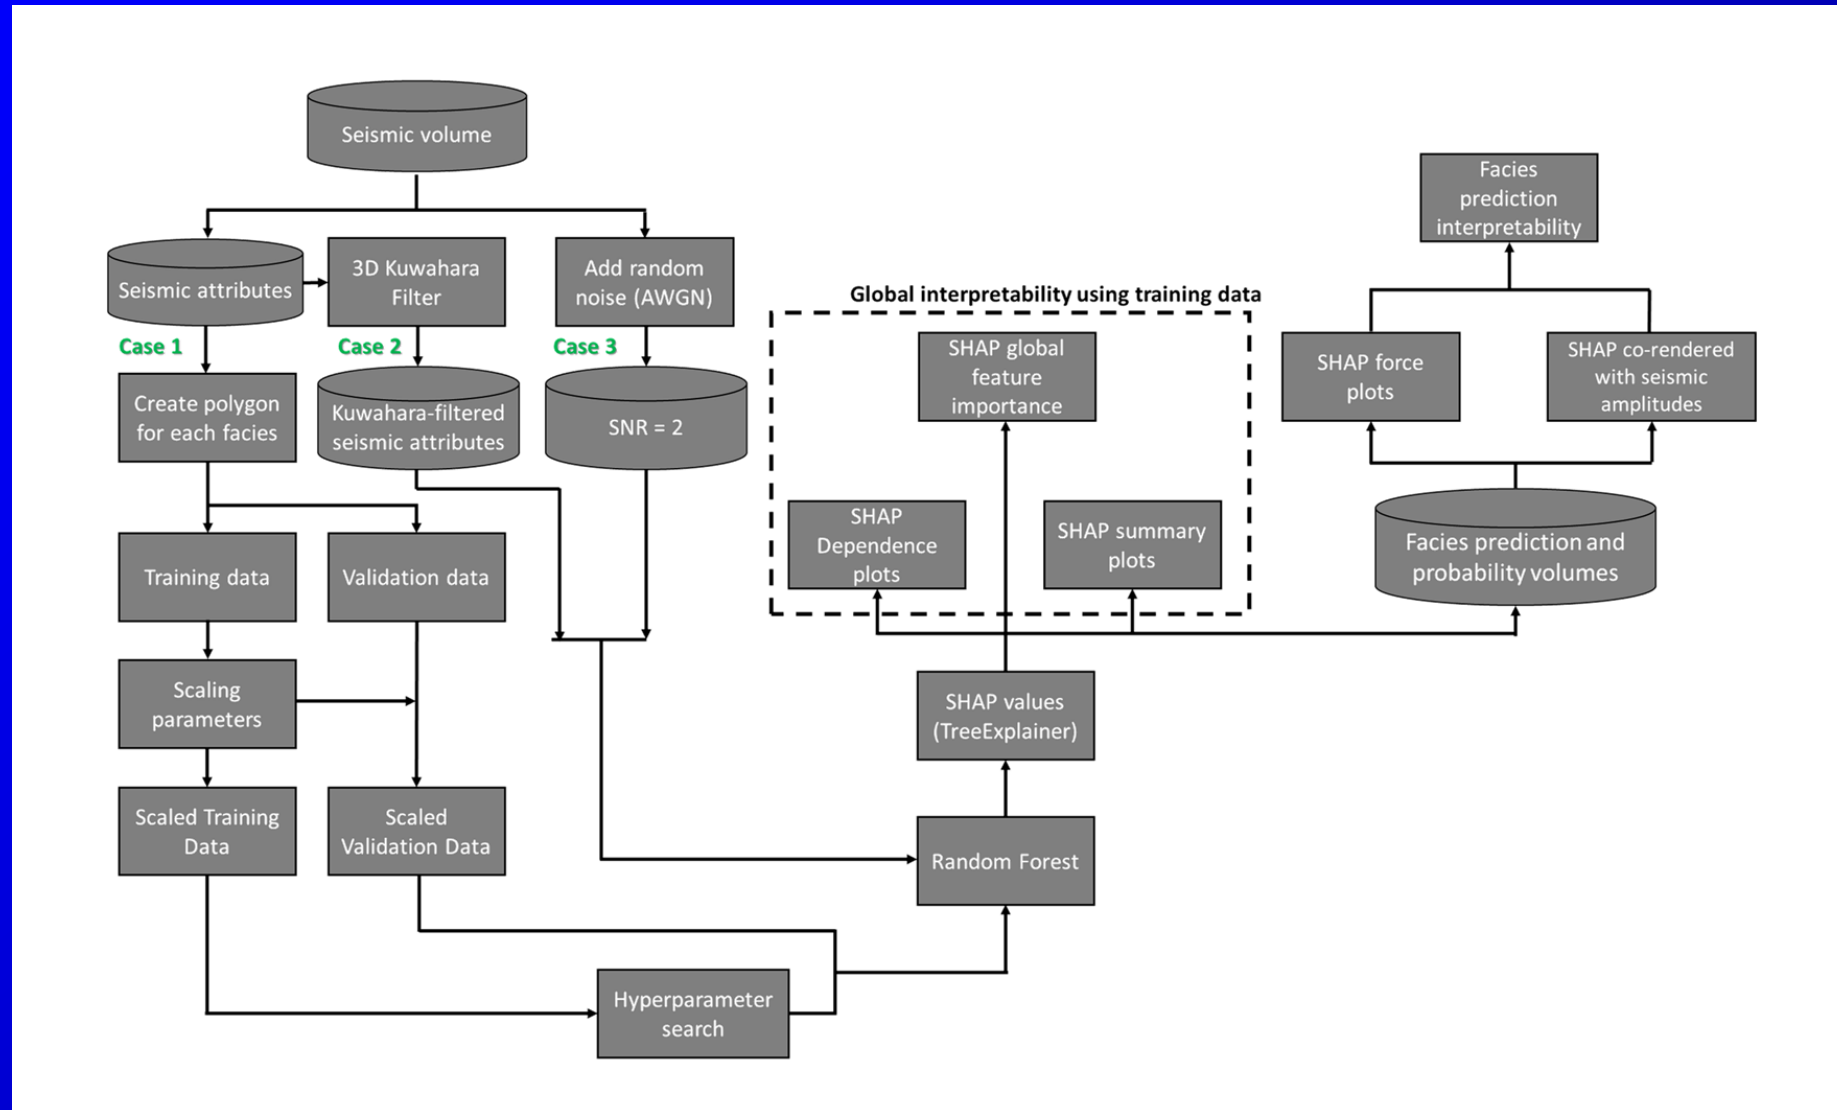 Seismic volume
Seismic attributes
3D Kuwahara
Filter
Add random
noise (AWGN)
Case 1
Case 2
Case 3
Create polygon
for each facies
Kuwahara-filtered
seismic attributes
SNR = 2
Training data
Validation data
Scaling
parameters
Scaled Training
Data
Scaled
Validation Data
Hyperparameter
search
Random Forest
SHAP values
(TreeExplainer)
Global interpretability using training data
SHAP global
feature
importance
SHAP
Dependence
plots
SHAP summary
plots
Facies prediction and
probability volumes
SHAP force
plots
SHAP co-rendered
with seismic
amplitudes
Facies
prediction
interpretability